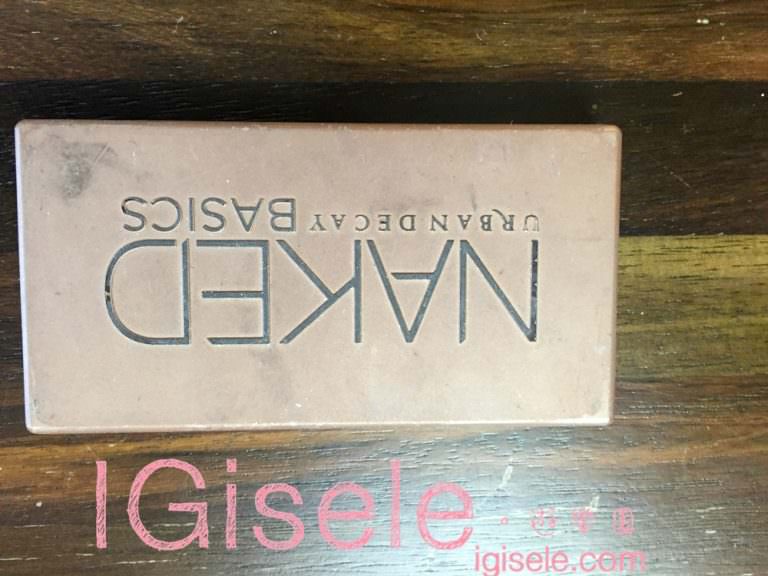 NAKED
URBAN DECAY BASICS
IGisele
igisele.com